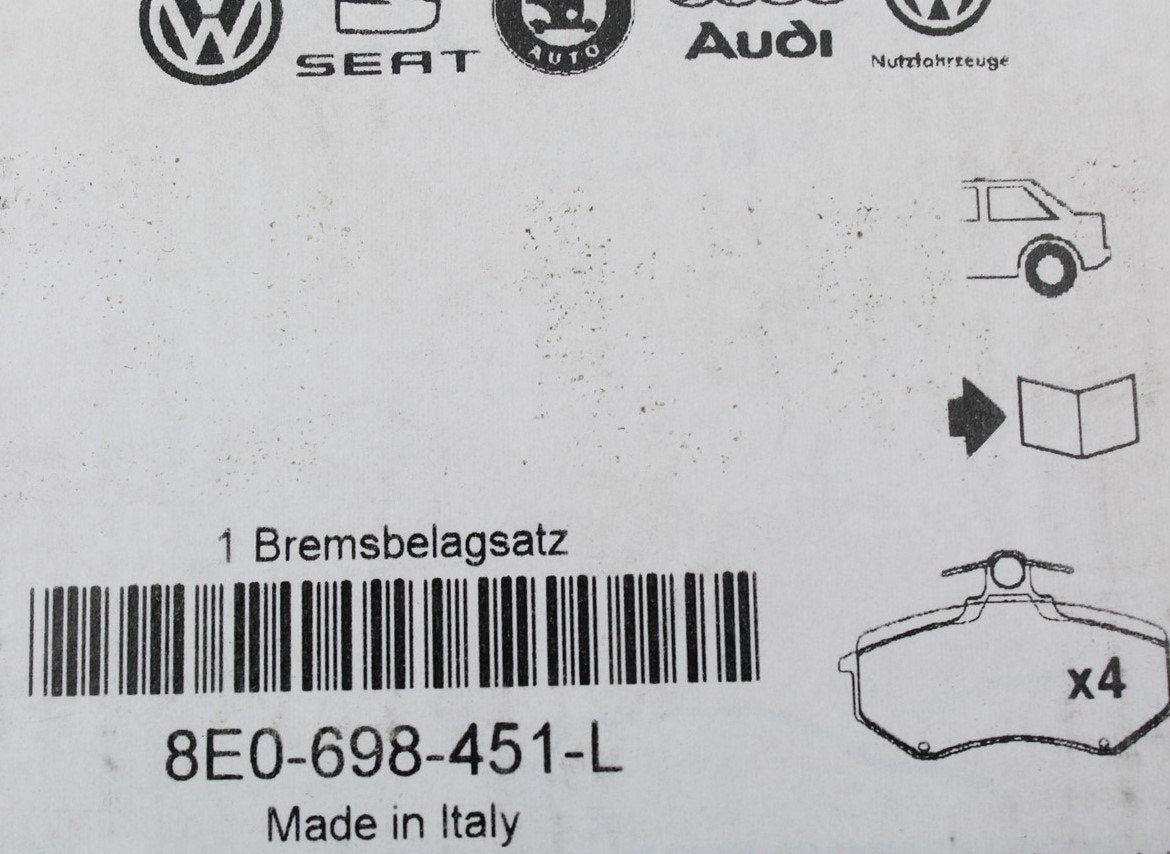 SEAT
AUTO
Audi
Nutzfahrzeuge
1 Bremsbelagsatz
x4
8E0-698-451-L
Made in Italy